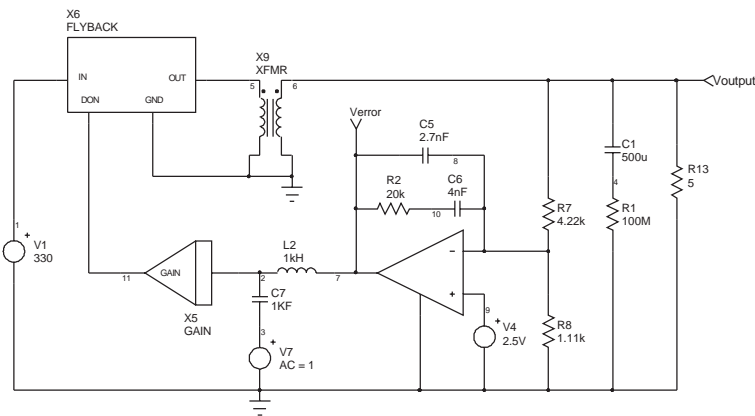 X6
FLYBACK
IN
OUT
DON
GND
X9
XFMR
5
6
Voutput
Verror
C5
2.7nF
8
R2
20k
C6
4nF
10
C1
500u
4
R13
5
R7
4.22k
R1
100M
1
V1
330
L2
1kH
GAIN
11
2
7
X5
GAIN
C7
1KF
3
V7
AC = 1
9
V4
2.5V
R8
1.11k